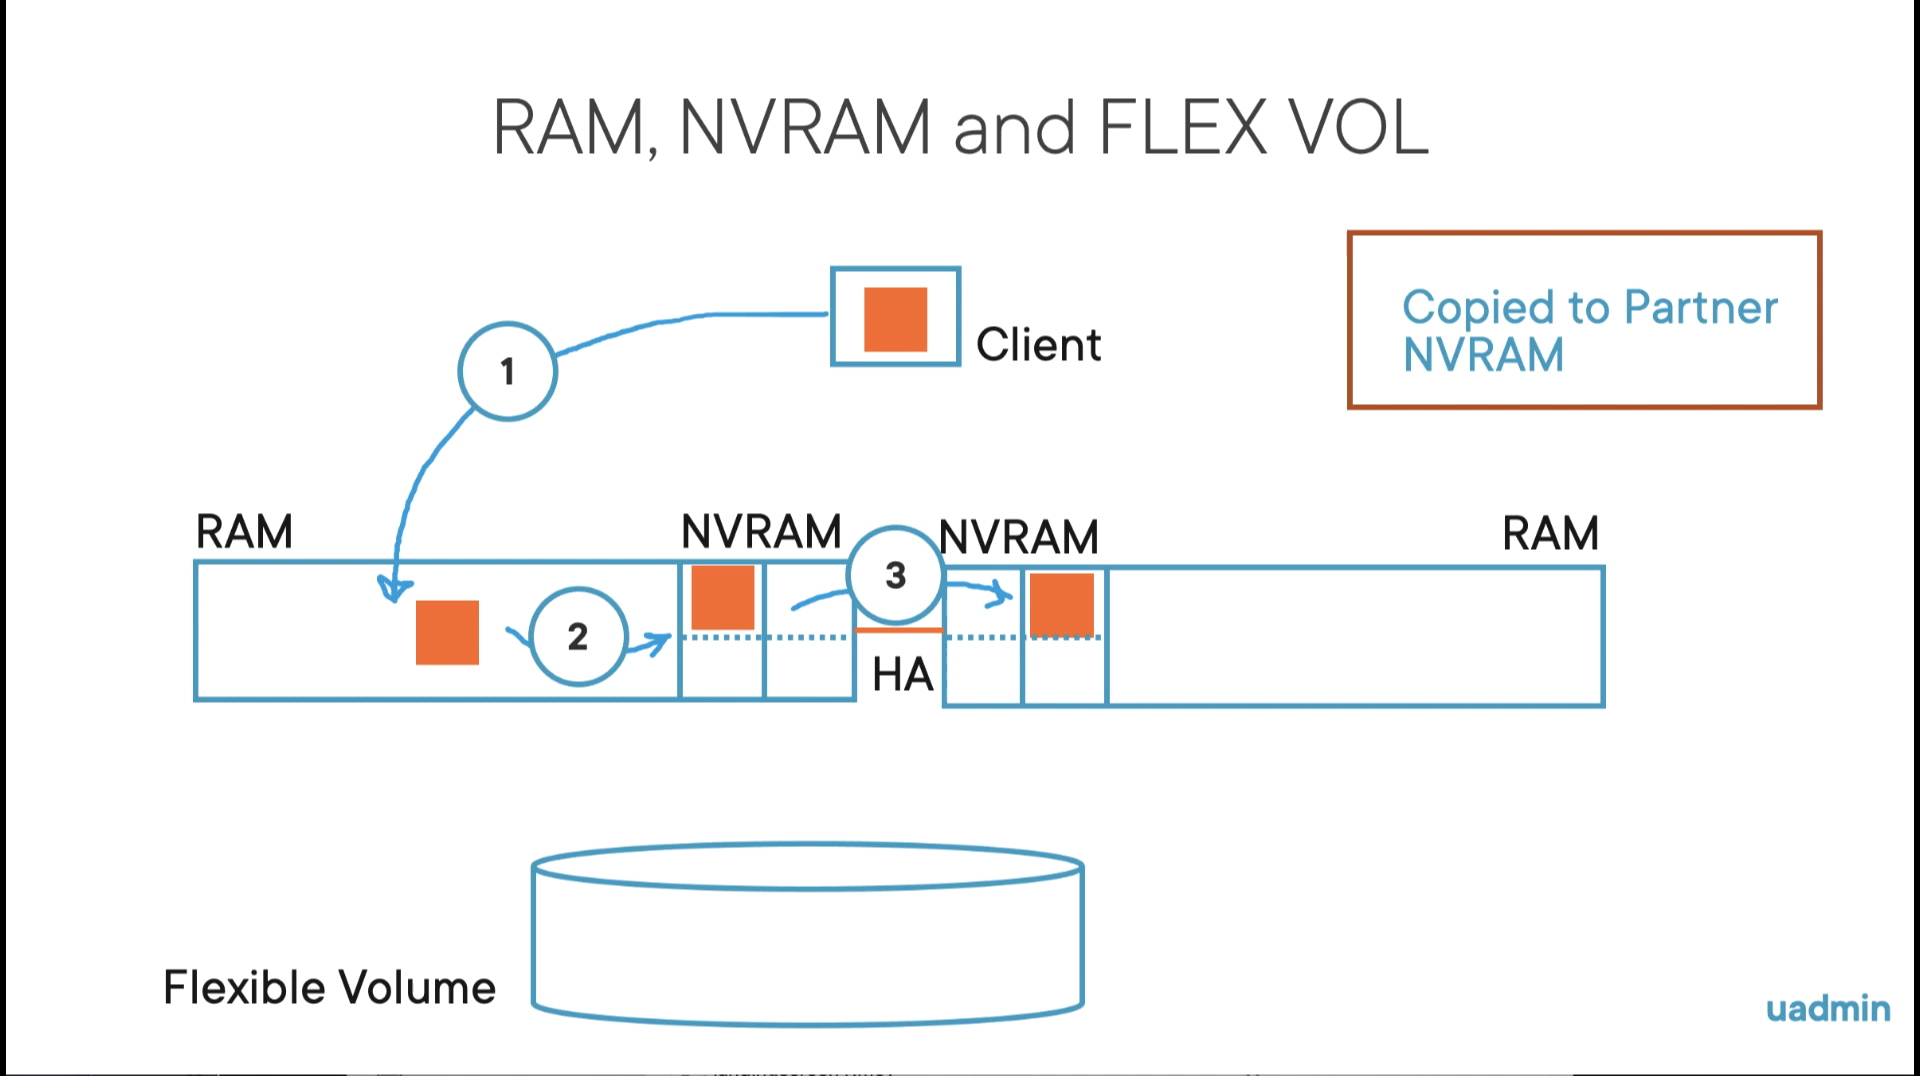 RAM, NVRAM and FLEX VOL
Client
Copied to Partner
NVRAM
1
RAM
NVRAM
3
NVRAM
RAM
2
HA
Flexible Volume
uadmin